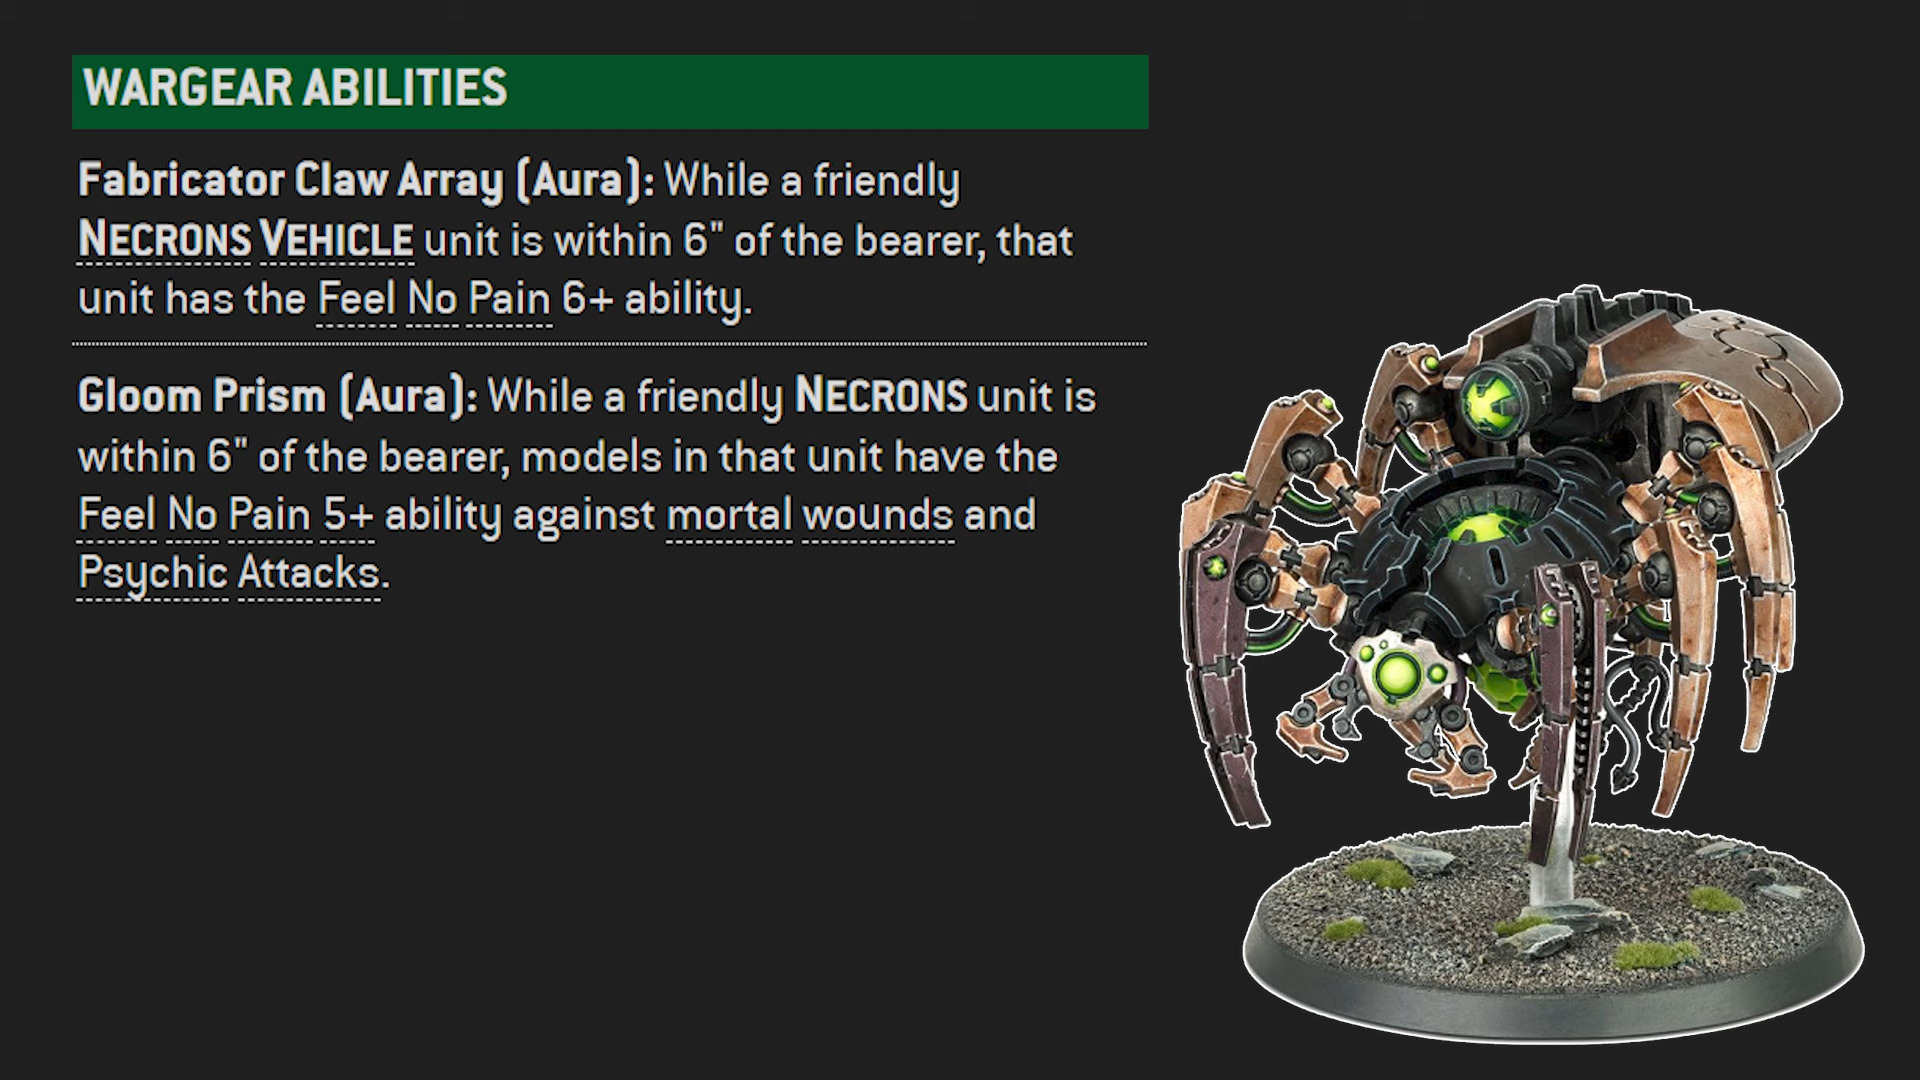 WARGEAR ABILITIES
Fabricator Claw Array (Aura): While a friendly
NECRONS VEHICLE unit is within 6" of the bearer, that
unit has the Feel No Pain 6+ ability.
Gloom Prism (Aura): While a friendly NECRONS unit is
within 6" of the bearer, models in that unit have the
Feel No Pain 5+ ability against mortal wounds and
Psychic Attacks.